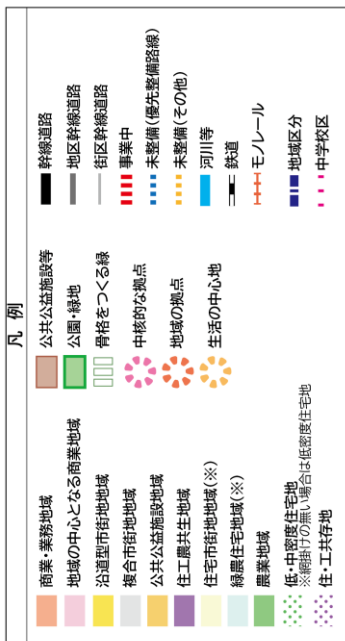 凡例
商業・業務地域
地域の中心となる商業地域
沿道型市街地地域
複合市街地地域
公共公益施設地域
住工農共生地域
住宅市街地地域(※)
緑農住宅地域(※)
農業地域
低・中密度住宅地
※網掛けの無い場合は低密度住宅地
住・工共存地
公共公益施設等
公園・緑地
骨格をつくる緑
中核的な拠点
地域の拠点
生活の中心地
幹線道路
地区幹線道路
街区幹線道路
事業中
未整備(優先整備路線)
未整備(その他)
河川等
鉄道
モノレール
地域区分
中学校区